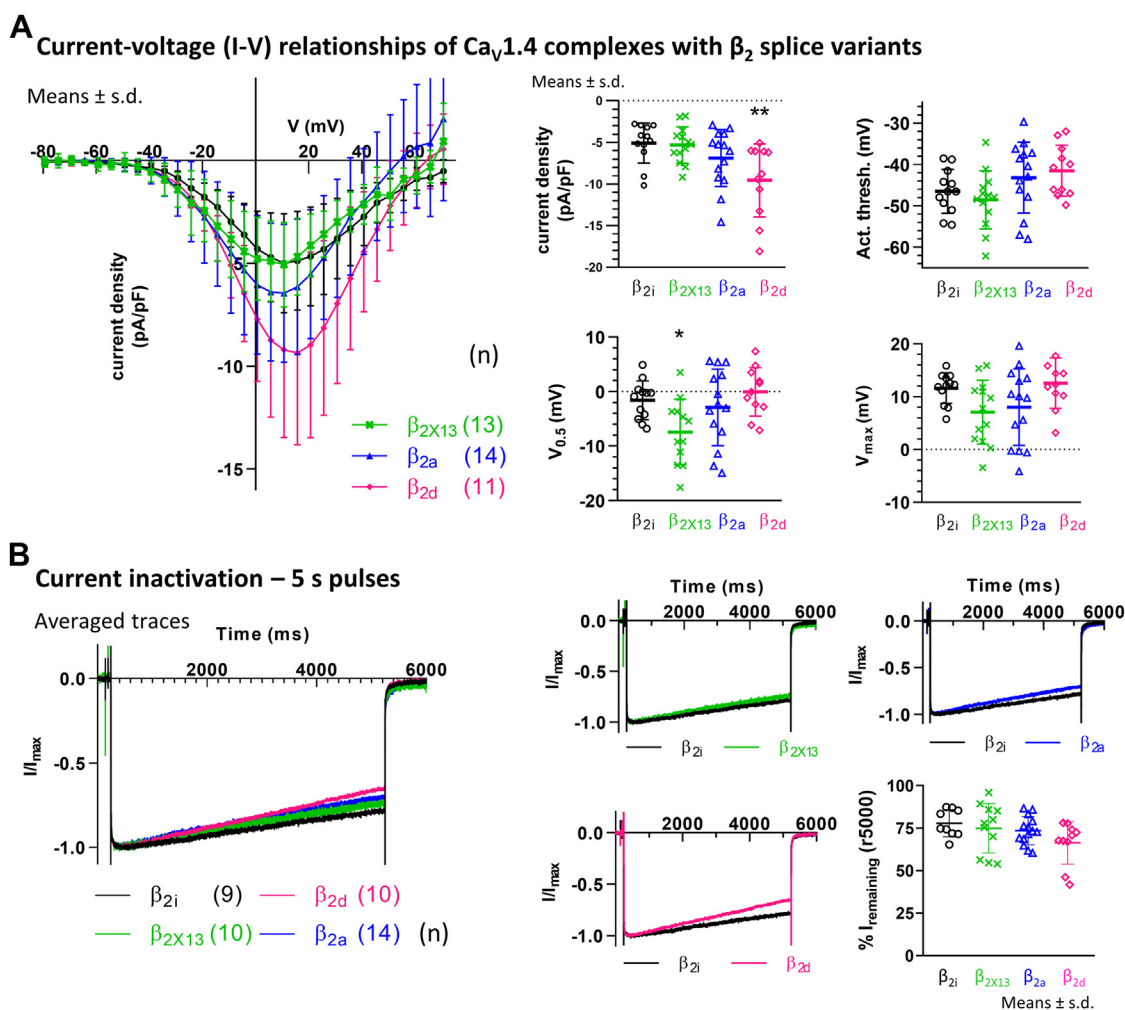 A
Current-voltage (I-V) relationships of CaV1.4 complexes with β2 splice variants
Means ± s.d.
V (mV)
-80 -60 -40 -20 20 40 60 80
-5
-10
-15
current density
(pA/pF)
(n)
β2X13 (13)
β2a (14)
β2d (11)
Means ± s.d.
current density
(pA/pF)
0
-5
-10
-15
-20
**
β2i β2X13 β2a β2d
Act. thresh. (mV)
-30
-40
-50
-60
β2i β2X13 β2a β2d
V0.5 (mV)
10
0
-10
-20
*
β2i β2X13 β2a β2d
Vmax (mV)
20
10
0
-10
β2i β2X13 β2a β2d
B
Current inactivation – 5 s pulses
Averaged traces
Time (ms)
2000 4000 6000
I/Imax
0.0
-0.5
-1.0
β2i (9) β2d (10)
β2X13 (10) β2a (14) (n)
Time (ms)
2000 4000 6000
I/Imax
0.0
-0.5
-1.0
β2i β2X13
Time (ms)
2000 4000 6000
I/Imax
0.0
-0.5
-1.0
β2i β2a
Time (ms)
2000 4000 6000
I/Imax
0.0
-0.5
-1.0
β2i β2d
% Iremaining (r5000)
100
75
50
25
0
β2i β2X13 β2a β2d
Means ± s.d.